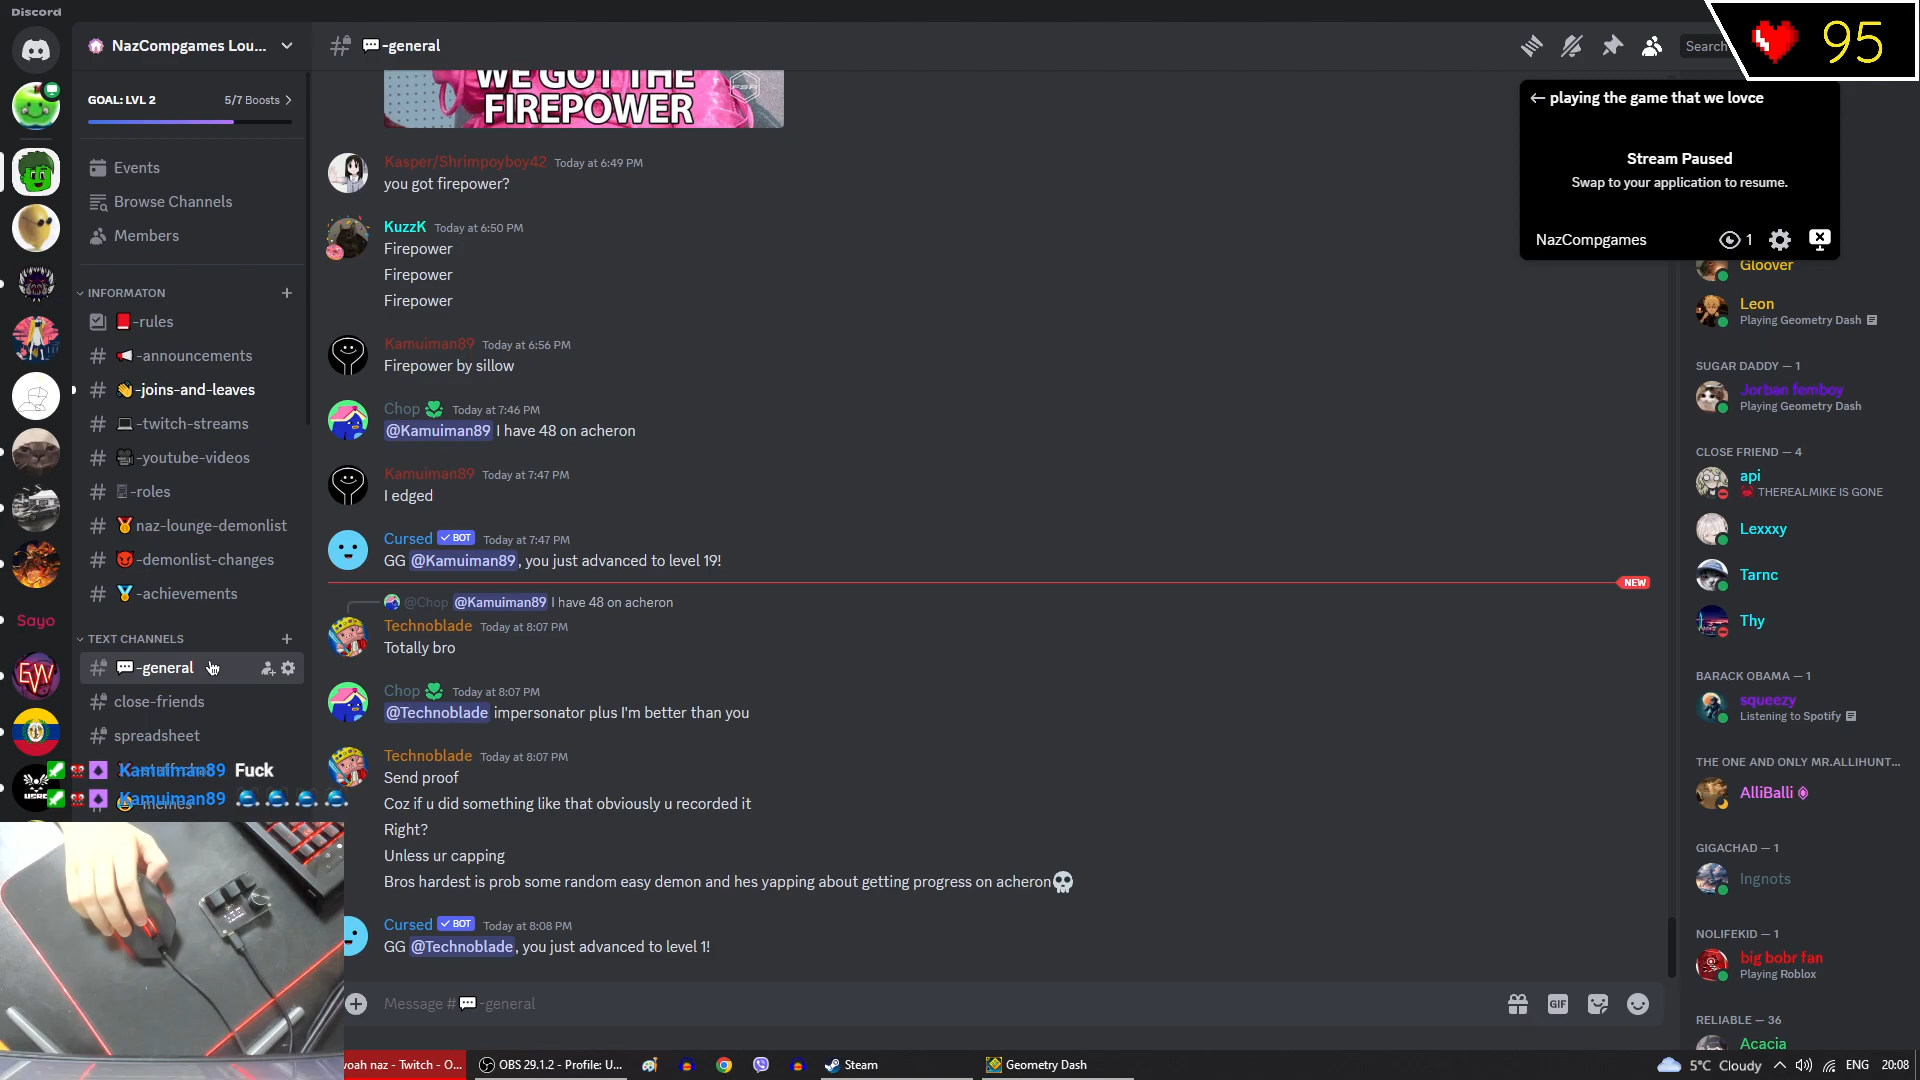 Discord
NazCompgames Lou...
-general
Search
95
GOAL: LVL 2
5/7 Boosts
Events
Browse Channels
Members
INFORMATON
-rules
-announcements
-joins-and-leaves
-twitch-streams
-youtube-videos
-roles
naz-lounge-demonlist
-demonlist-changes
-achievements
TEXT CHANNELS
-general
close-friends
spreadsheet
-memes
Sayo
EW
Kamuiman89 Fuck
Kamuiman89
WE GOT THE
FIREPOWER
FSR
Kasper/Shrimpoyboy42 Today at 6:49 PM
you got firepower?
KuzzK Today at 6:50 PM
Firepower
Firepower
Firepower
Kamuiman89 Today at 6:56 PM
Firepower by sillow
Chop Today at 7:46 PM
@Kamuiman89 I have 48 on acheron
Kamuiman89 Today at 7:47 PM
I edged
Cursed BOT Today at 7:47 PM
GG @Kamuiman89, you just advanced to level 19!
NEW
@Chop @Kamuiman89 I have 48 on acheron
Technoblade Today at 8:07 PM
Totally bro
Chop Today at 8:07 PM
@Technoblade impersonator plus I'm better than you
Technoblade Today at 8:07 PM
Send proof
Coz if u did something like that obviously u recorded it
Right?
Unless ur capping
Bros hardest is prob some random easy demon and hes yapping about getting progress on acheron
Cursed BOT Today at 8:08 PM
GG @Technoblade, you just advanced to level 1!
Message # -general
GIF
playing the game that we lovce
Stream Paused
Swap to your application to resume.
NazCompgames
1
Gloover
Leon
Playing Geometry Dash
SUGAR DADDY — 1
Jorban femboy
Playing Geometry Dash
CLOSE FRIEND — 4
api
THEREALMIKE IS GONE
Lexxxy
Tarnc
Thy
BARACK OBAMA — 1
squeezy
Listening to Spotify
THE ONE AND ONLY MR.ALLIHUNT...
AlliBalli
GIGACHAD — 1
Ingnots
NOLIFEKID — 1
big bobr fan
Playing Roblox
RELIABLE — 36
Acacia
woah naz - Twitch - O...
OBS 29.1.2 - Profile: U...
Steam
Geometry Dash
5°C Cloudy
ENG
20:08